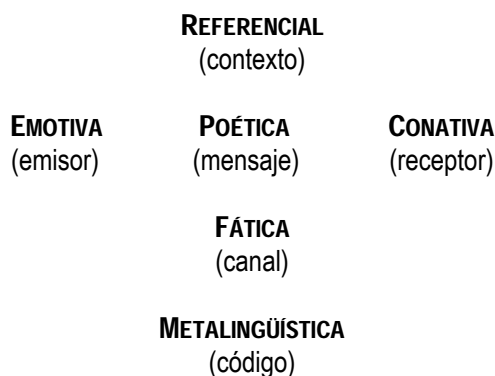 REFERENCIAL
(contexto)
EMOTIVA POÉTICA CONATIVA
(emisor) (mensaje) (receptor)
FÁTICA
(canal)
METALINGÜÍSTICA
(código)